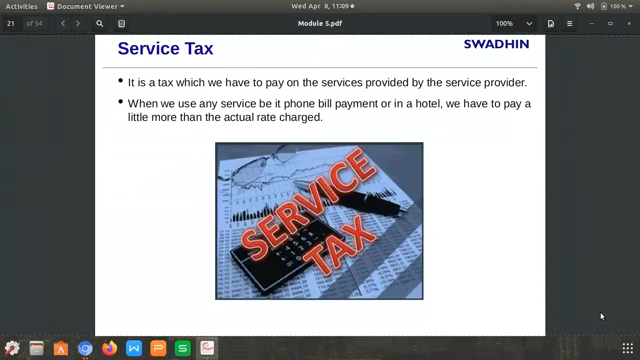 Activities Document Viewer Wed Apr 8, 11:09 100 %
21 of 54 Module 5.pdf 100%
Service Tax
SWADHIN
It is a tax which we have to pay on the services provided by the service provider.
When we use any service be it phone bill payment or in a hotel, we have to pay a
little more than the actual rate charged.
SERVICE
TAX